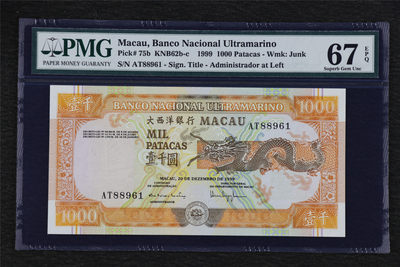 PMG
PAPER MONEY GUARANTY
Macau, Banco Nacional Ultramarino
Pick# 75b KNB62b-c 1999 1000 Patacas - Wmk: Junk
S/N AT88961 - Sign. Title - Administrador at Left
67 EPQ
Superb Gem Unc
壹千 BANCO NACIONAL ULTRAMARINO 1000
大西洋銀行 MACAU
MIL
PATACAS
壹千圓
AT88961
MACAU, 20 DE DEZEMBRO DE 1999
AT88961
1000
壹千